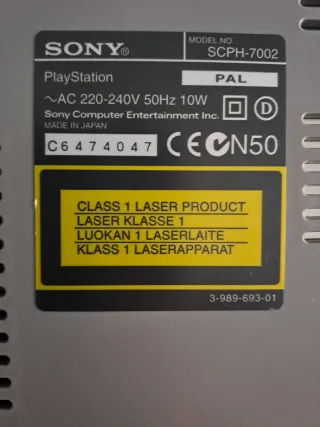 SONY®
MODEL NO.
SCPH-7002
PlayStation
PAL
~AC 220-240V 50Hz 10W
D
Sony Computer Entertainment Inc.
MADE IN JAPAN
C6474047
CE N50
CLASS 1 LASER PRODUCT
LASER KLASSE 1
LUOKAN 1 LASERLAITE
KLASS 1 LASERAPPARAT
3-989-693-01